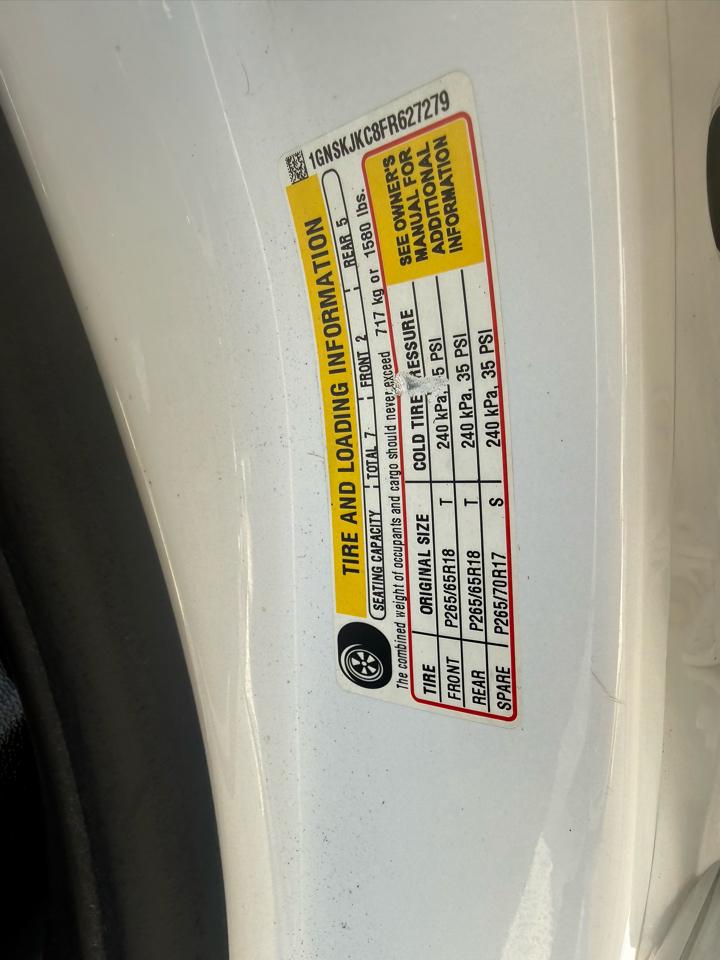 1GNSKJKC8FR627279
TIRE AND LOADING INFORMATION
SEATING CAPACITY TOTAL 7 FRONT 2 REAR 5
The combined weight of occupants and cargo should never exceed 717 kg or 1580 lbs.
TIRE ORIGINAL SIZE COLD TIRE RESSURE
FRONT P265/65R18 T 240 kPa, 5 PSI
REAR P265/65R18 T 240 kPa, 35 PSI
SPARE P265/70R17 S 240 kPa, 35 PSI
SEE OWNER'S
MANUAL FOR
ADDITIONAL
INFORMATION